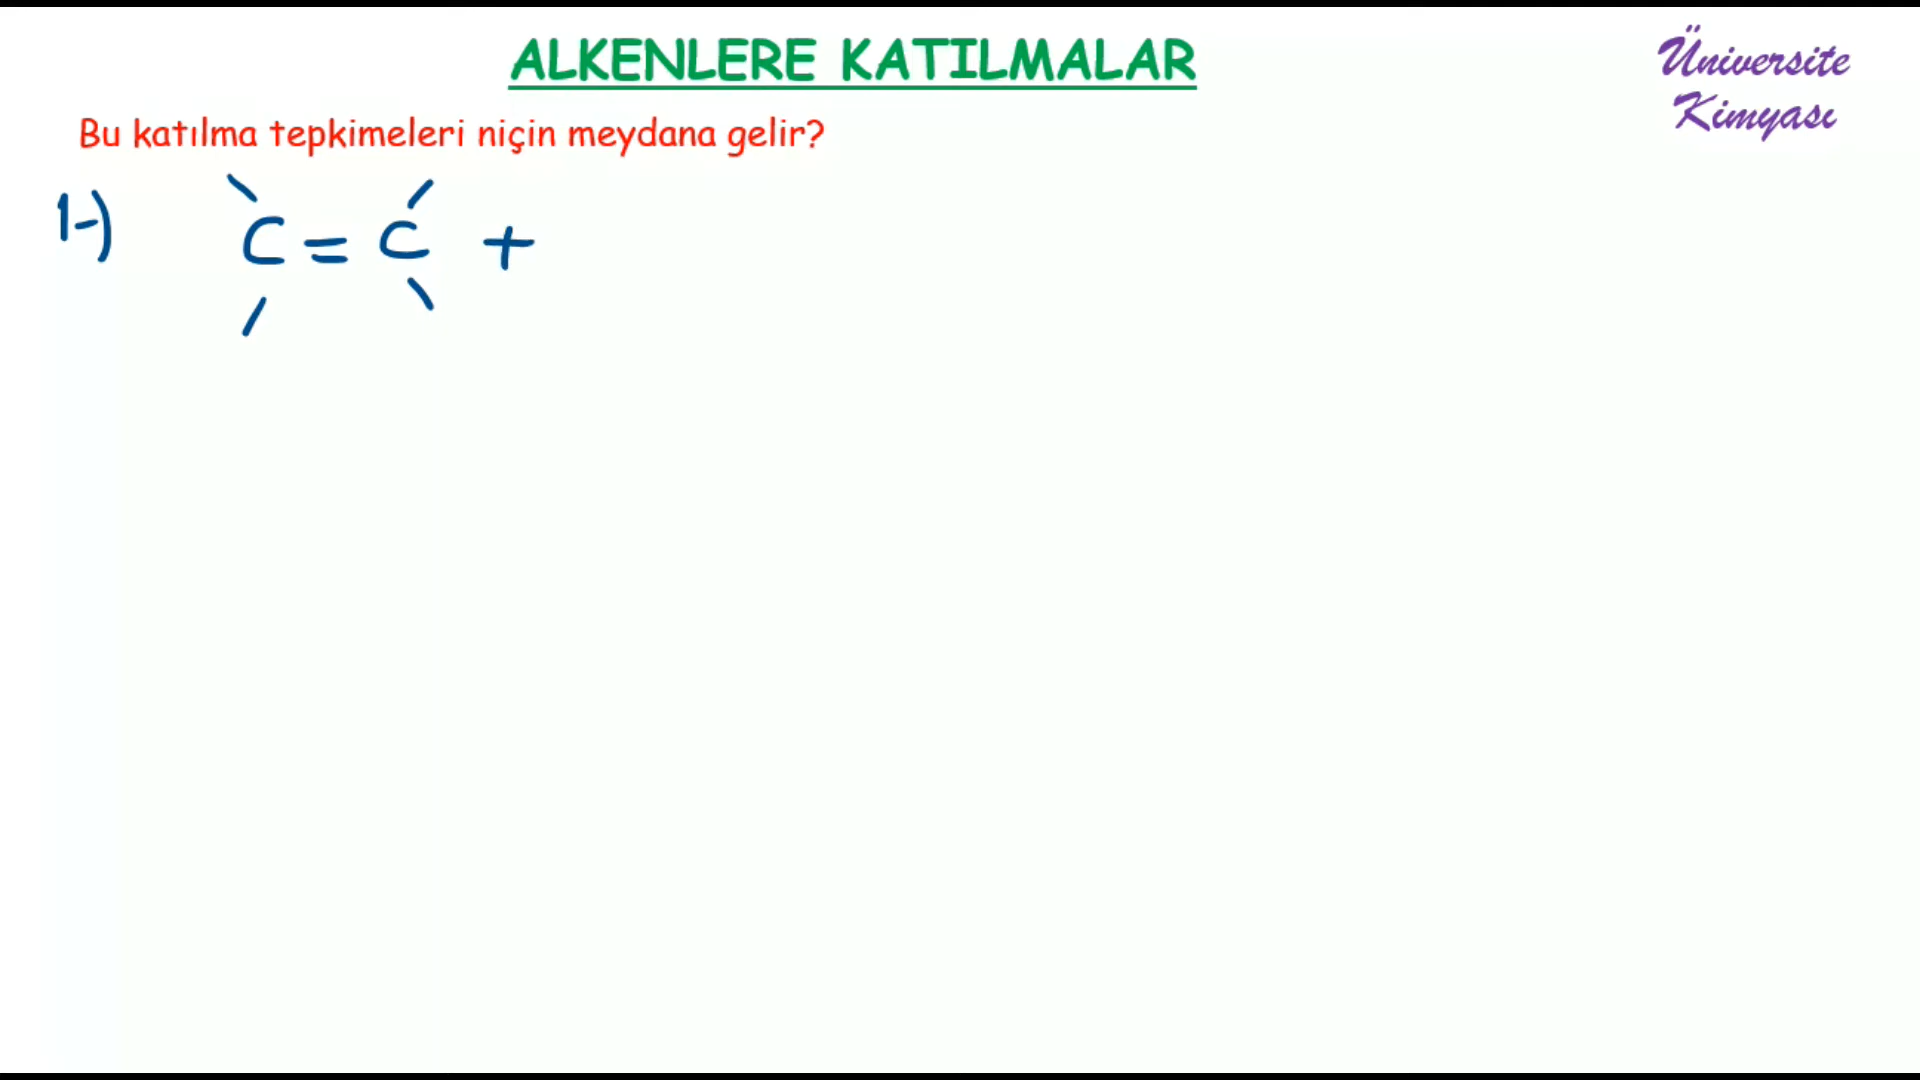 ALKENLERE KATILMALAR
Üniversite
Kimyası
Bu katılma tepkimeleri niçin meydana gelir?
1-) C = C +